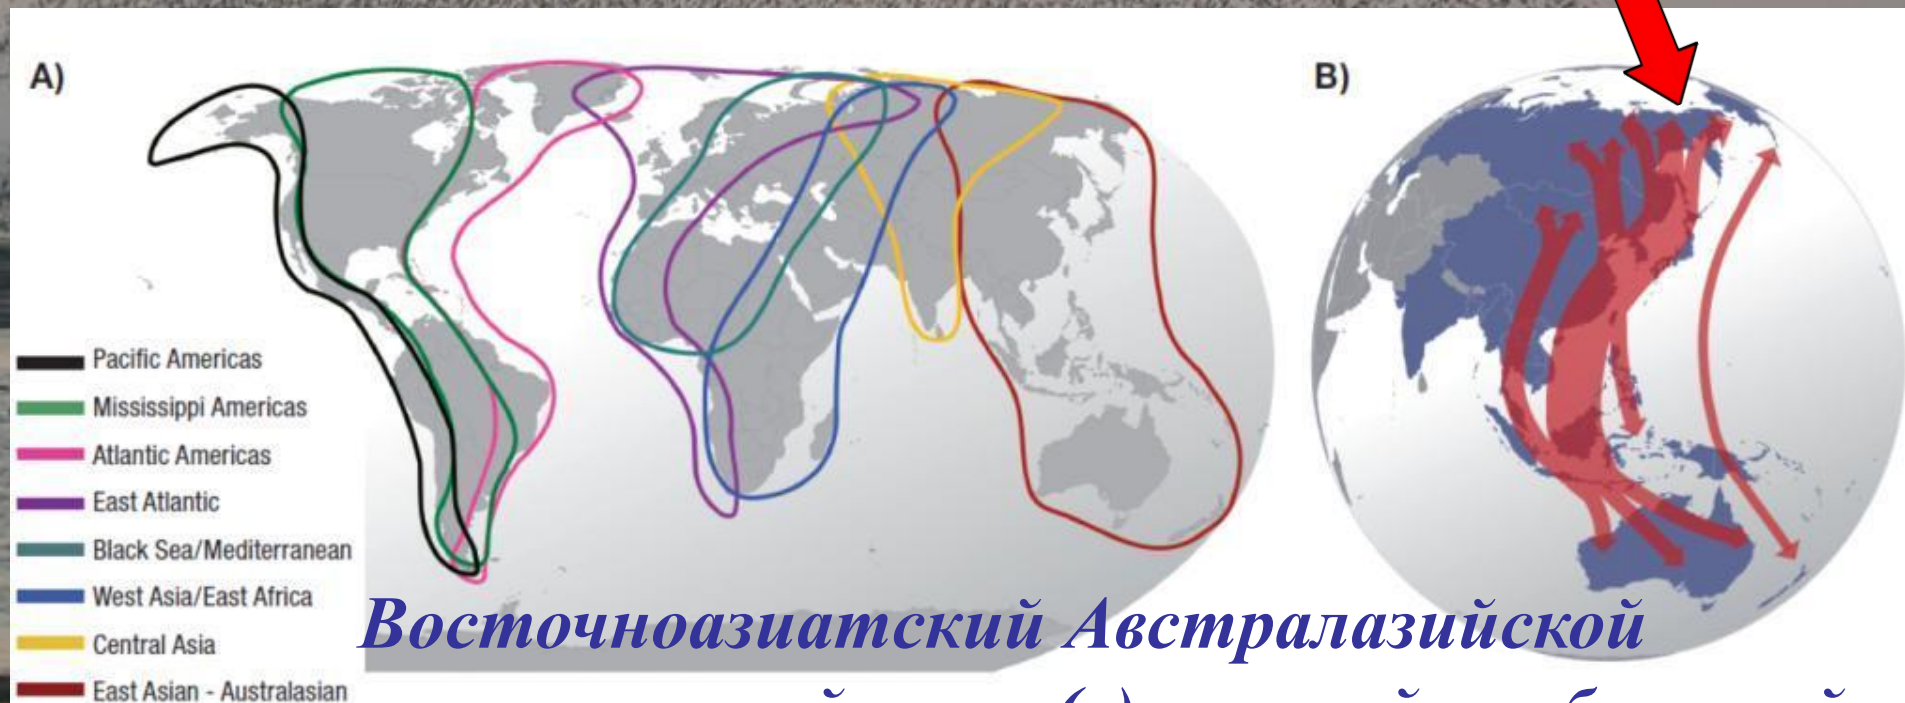 A)
B)
Pacific Americas
Mississippi Americas
Atlantic Americas
East Atlantic
Black Sea/Mediterranean
West Asia/East Africa
Central Asia
East Asian - Australasian
Восточноазиатский Австралазийской